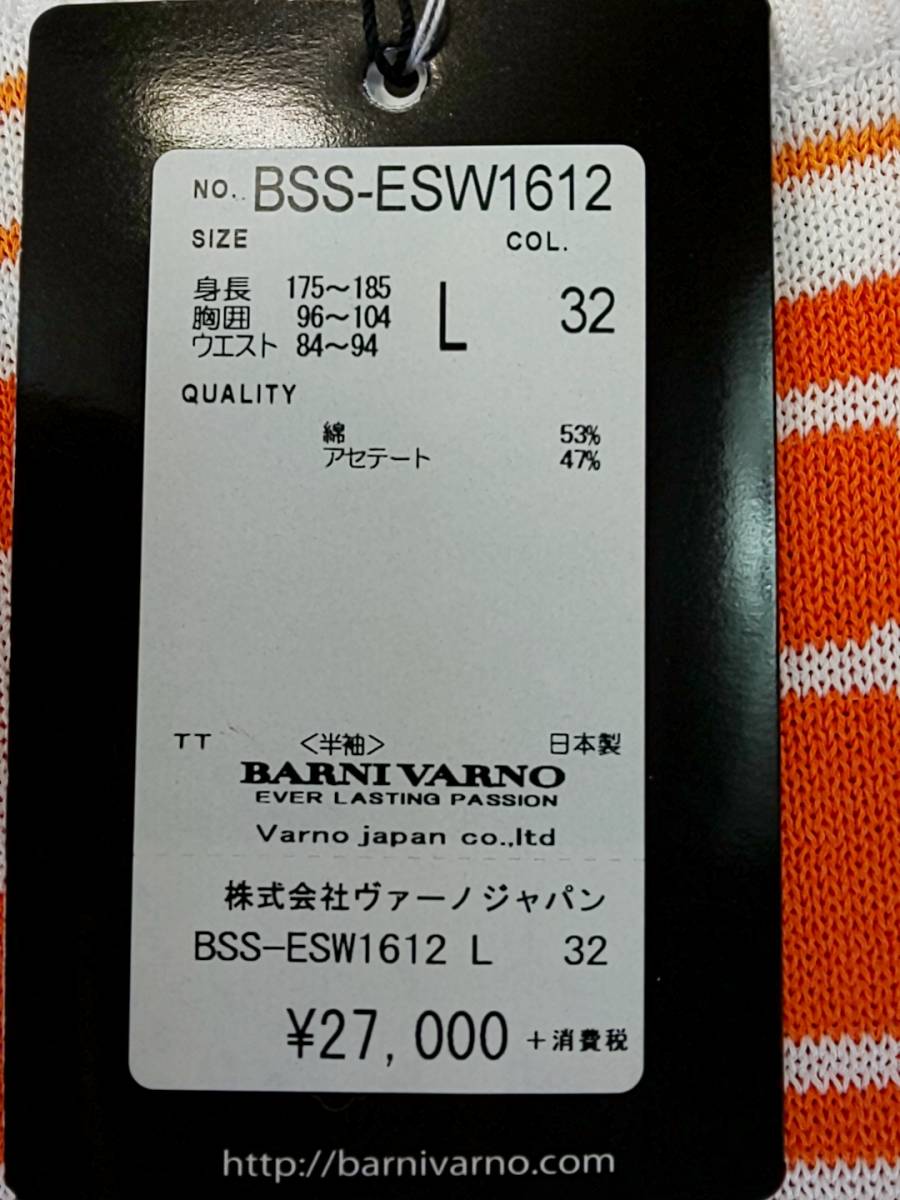 NO.. BSS-ESW1612
SIZE COL.
身長 175～185
胸囲 96～104 L 32
ウエスト 84～94
QUALITY
綿 53%
アセテート 47%
TT <半袖> 日本製
BARNI VARNO
EVER LASTING PASSION
Varno japan co.,ltd
株式会社ヴァーノジャパン
BSS-ESW1612 L 32
¥27,000 +消費税
http://barnivarno.com